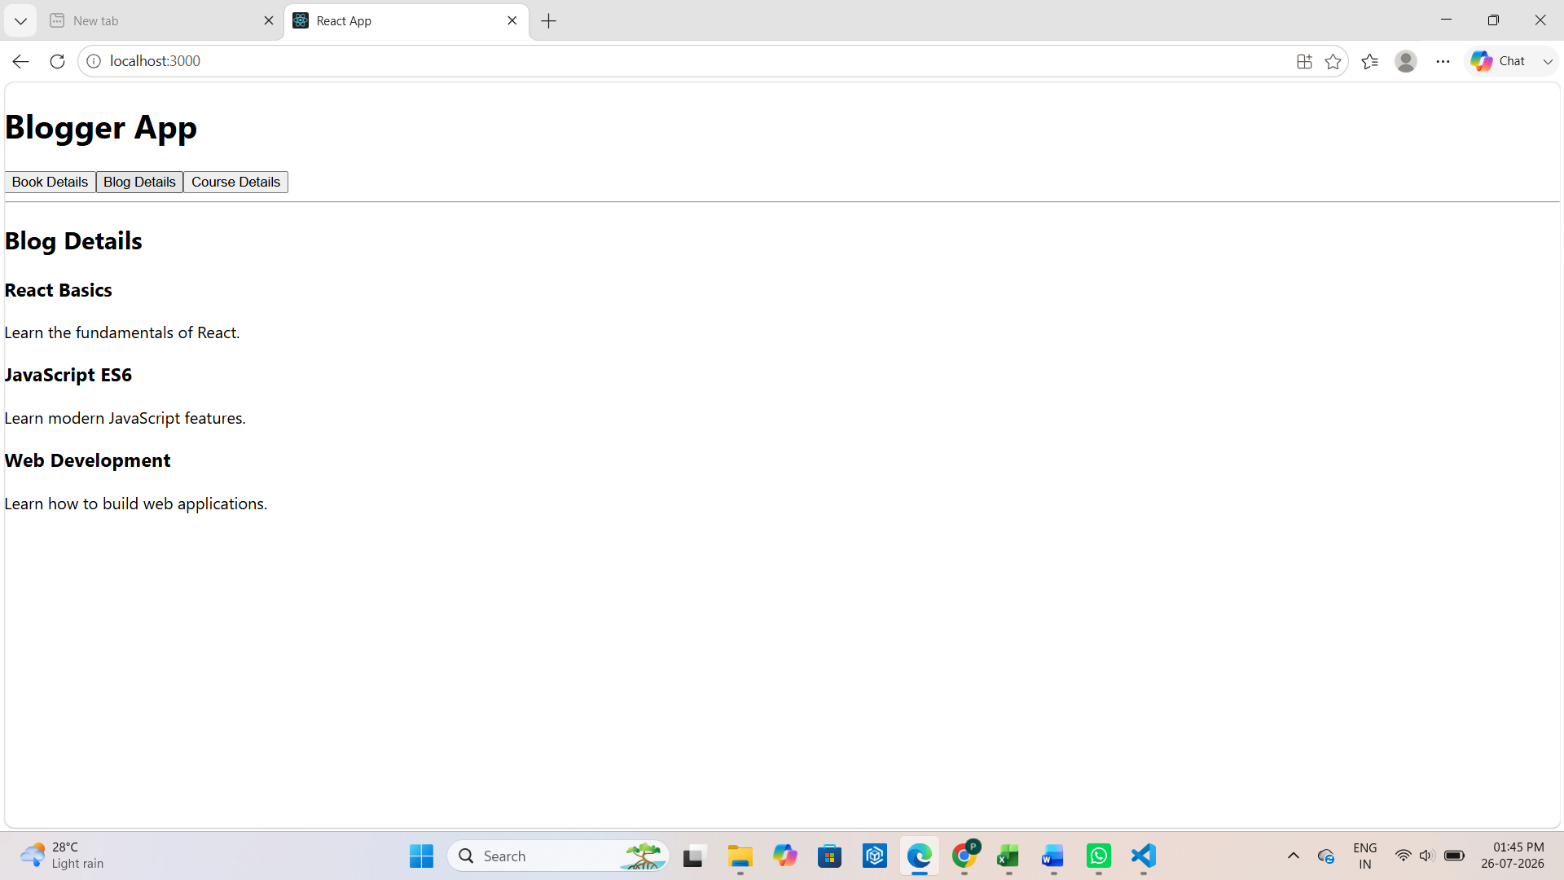 New tab
React App
localhost:3000
Chat
Blogger App
Book Details Blog Details Course Details
Blog Details
React Basics
Learn the fundamentals of React.
JavaScript ES6
Learn modern JavaScript features.
Web Development
Learn how to build web applications.
28°C
Light rain
Search
P
ENG
IN
01:45 PM
26-07-2026